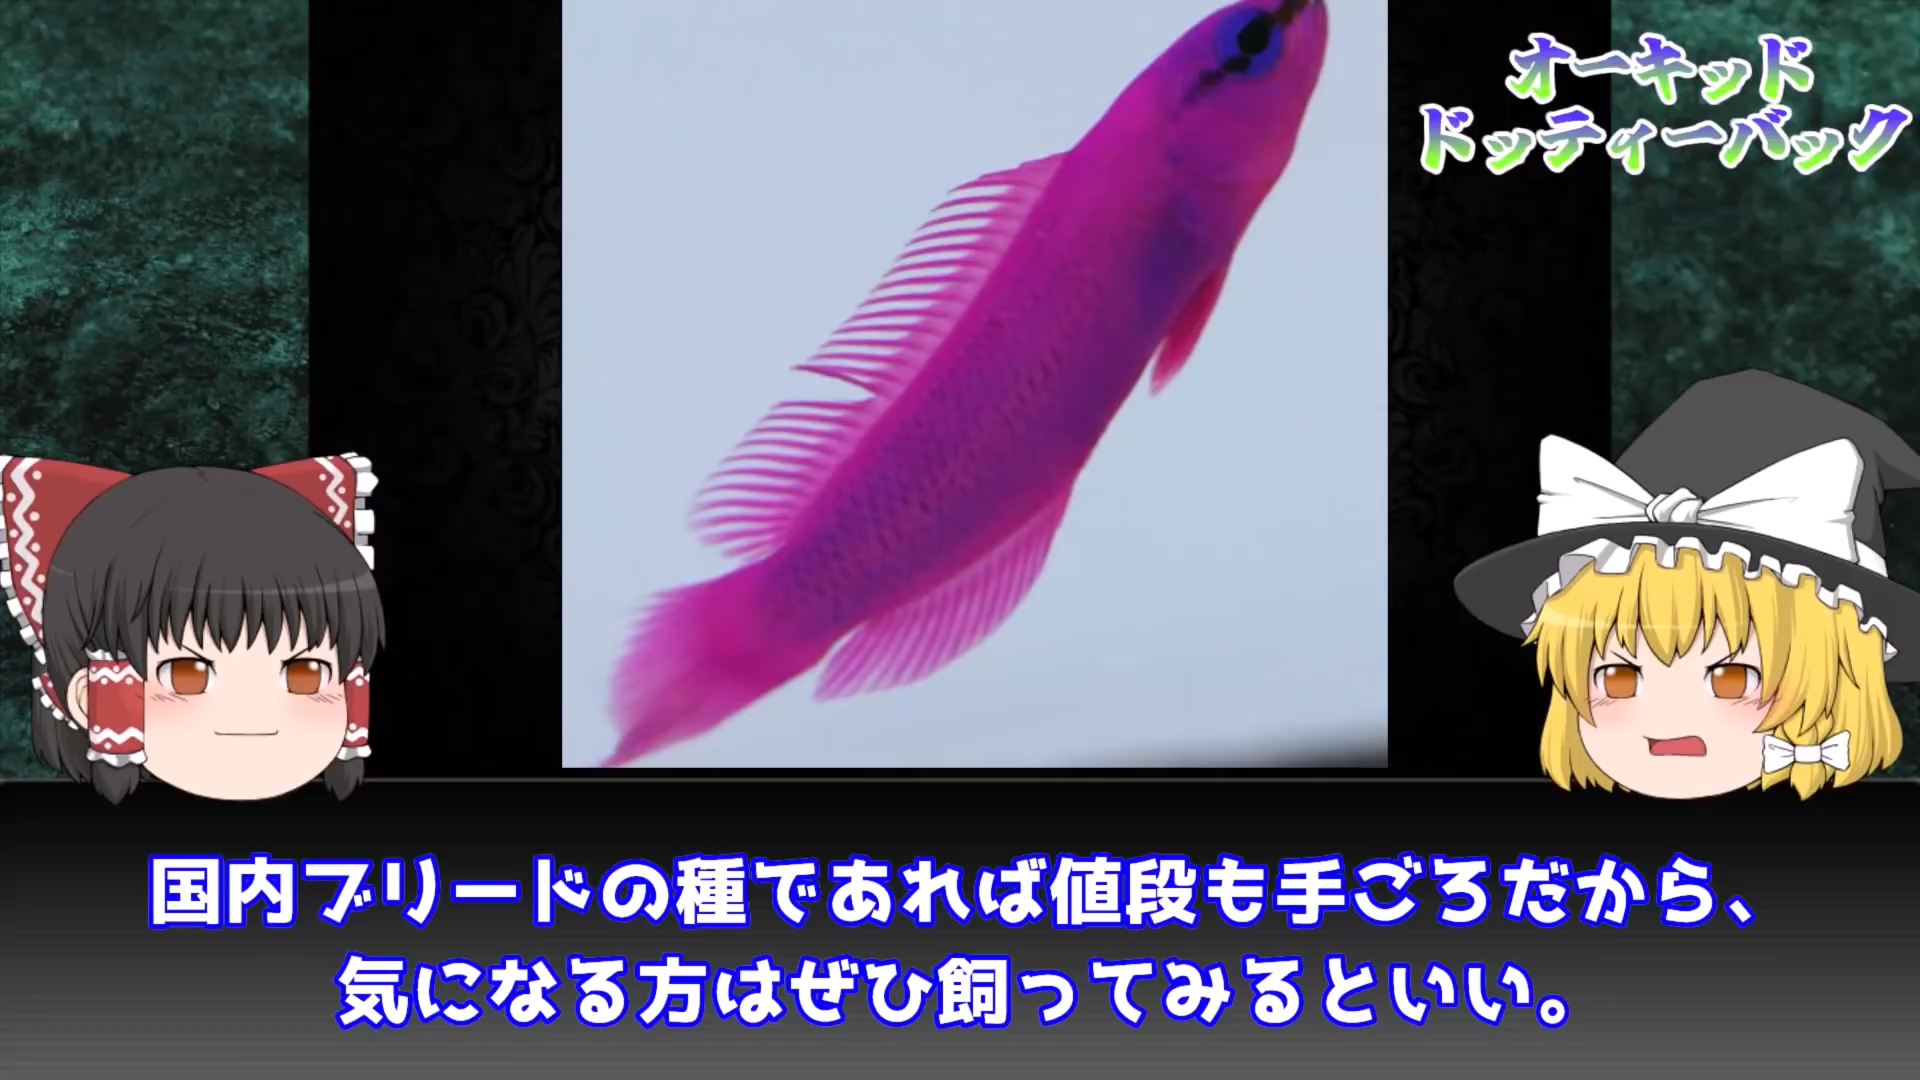 オーキッド
ドッティーバック
国内ブリードの種であれば値段も手ごろだから、
気になる方はぜひ飼ってみるといい。